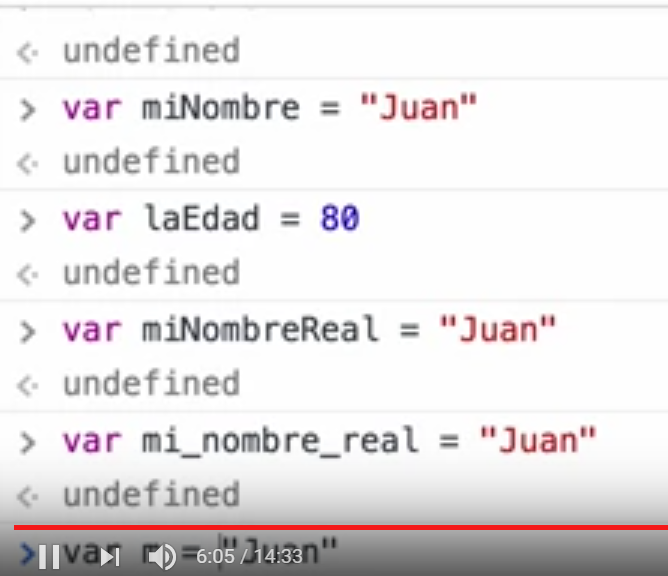 undefined
> var miNombre = "Juan"
undefined
> var laEdad = 80
undefined
> var miNombreReal = "Juan"
undefined
> var mi_nombre_real = "Juan"
undefined
> var m = "Juan"
6:05 / 14:33